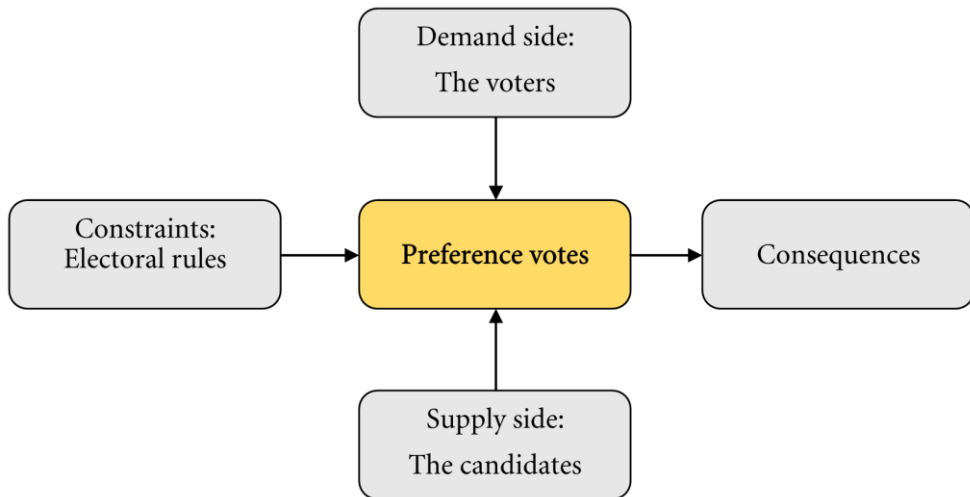 Demand side:
The voters
Constraints:
Electoral rules
Preference votes
Consequences
Supply side:
The candidates